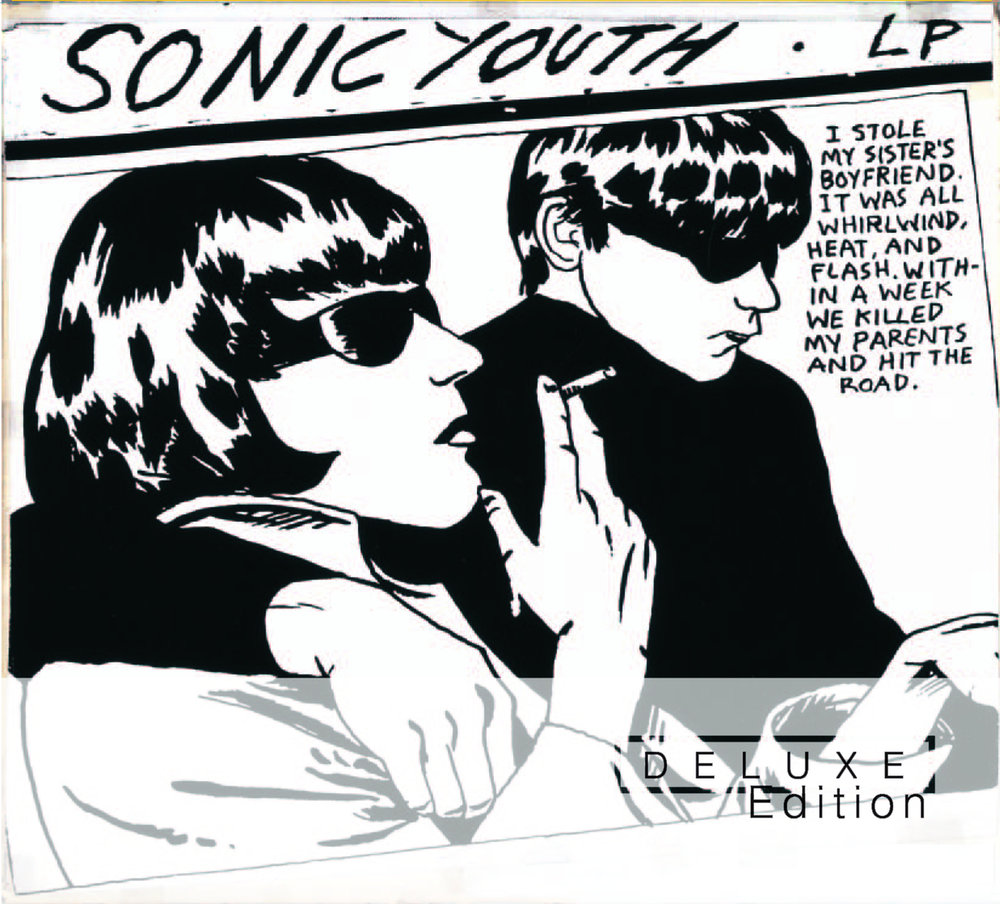 SONIC YOUTH · LP
I STOLE
MY SISTER'S
BOYFRIEND.
IT WAS ALL
WHIRLWIND,
HEAT, AND
FLASH. WITH-
IN A WEEK
WE KILLED
MY PARENTS
AND HIT THE
ROAD.
[DELUXE]
Edition